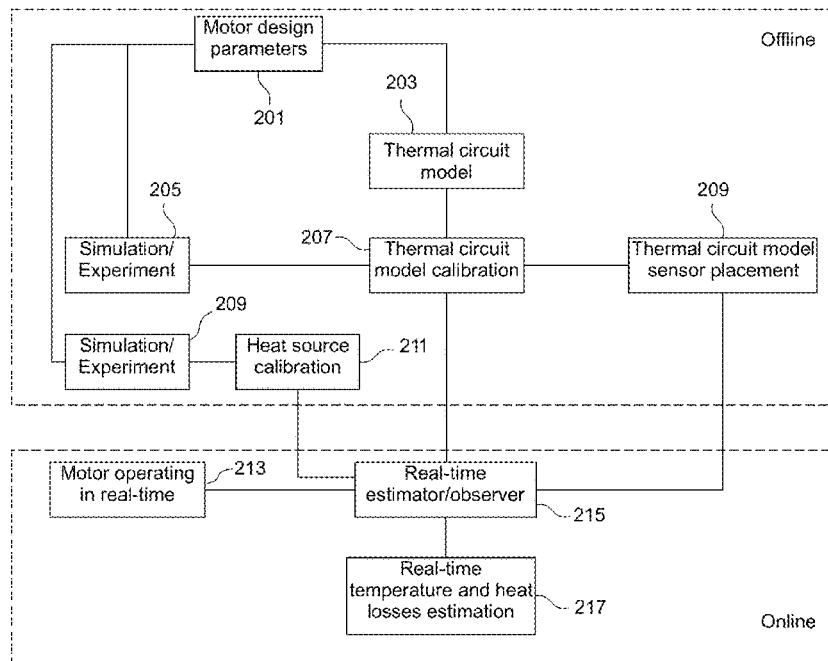 Motor design
parameters
Offline
201
203
Thermal circuit
model
205
Simulation/
Experiment
207
Thermal circuit
model calibration
209
Thermal circuit model
sensor placement
209
Simulation/
Experiment
Heat source
calibration
211
Motor operating
in real-time
213
Real-time
estimator/observer
215
Real-time
temperature and heat
losses estimation
217
Online